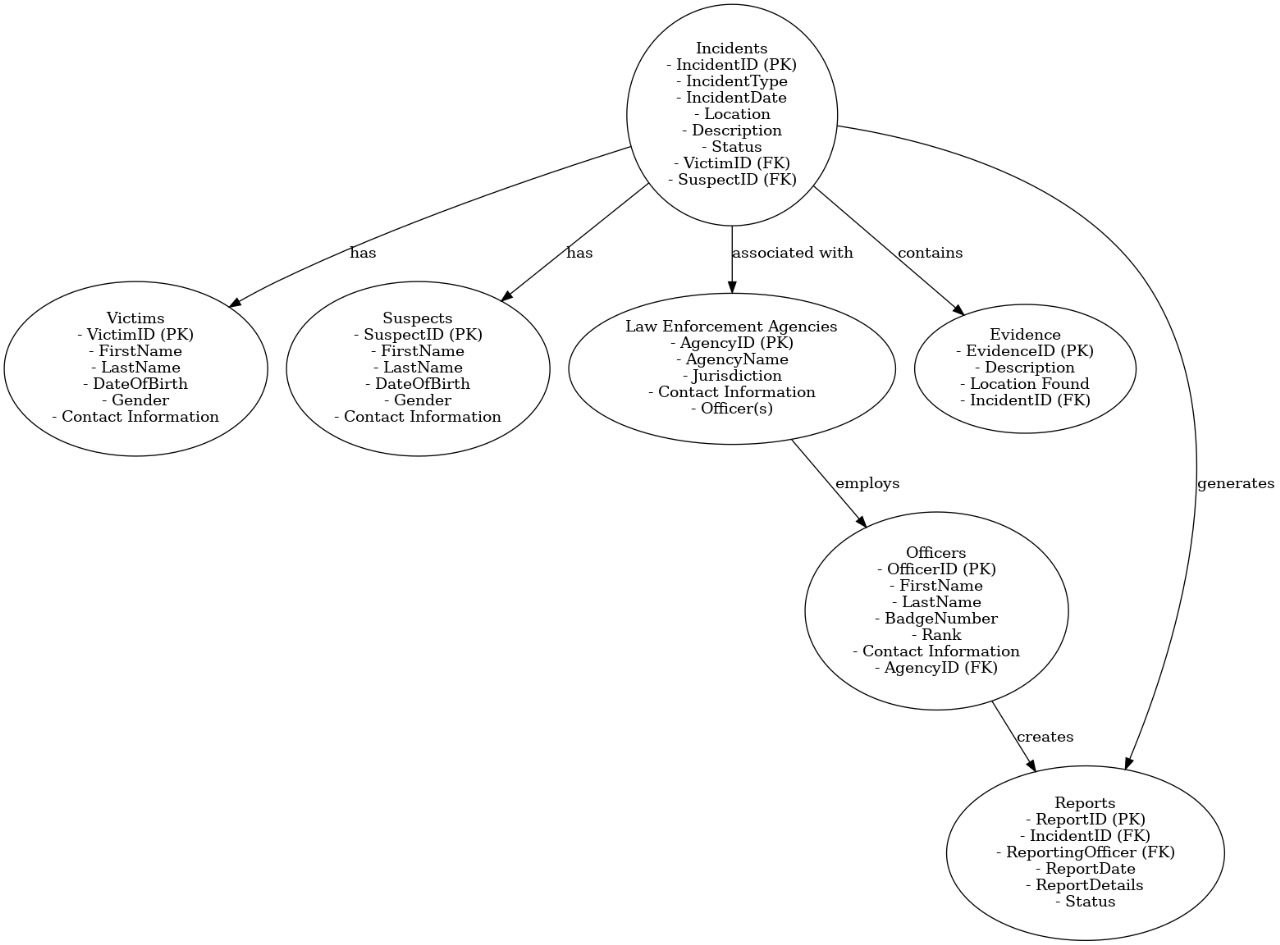 Incidents
- IncidentID (PK)
- IncidentType
- IncidentDate
- Location
- Description
- Status
- VictimID (FK)
- SuspectID (FK)
has
has
associated with
contains
Victims
- VictimID (PK)
- FirstName
- LastName
- DateOfBirth
- Gender
- Contact Information
Suspects
- SuspectID (PK)
- FirstName
- LastName
- DateOfBirth
- Gender
- Contact Information
Law Enforcement Agencies
- AgencyID (PK)
- AgencyName
- Jurisdiction
- Contact Information
- Officer(s)
Evidence
- EvidenceID (PK)
- Description
- Location Found
- IncidentID (FK)
employs
generates
Officers
- OfficerID (PK)
- FirstName
- LastName
- BadgeNumber
- Rank
- Contact Information
- AgencyID (FK)
creates
Reports
- ReportID (PK)
- IncidentID (FK)
- ReportingOfficer (FK)
- ReportDate
- ReportDetails
- Status